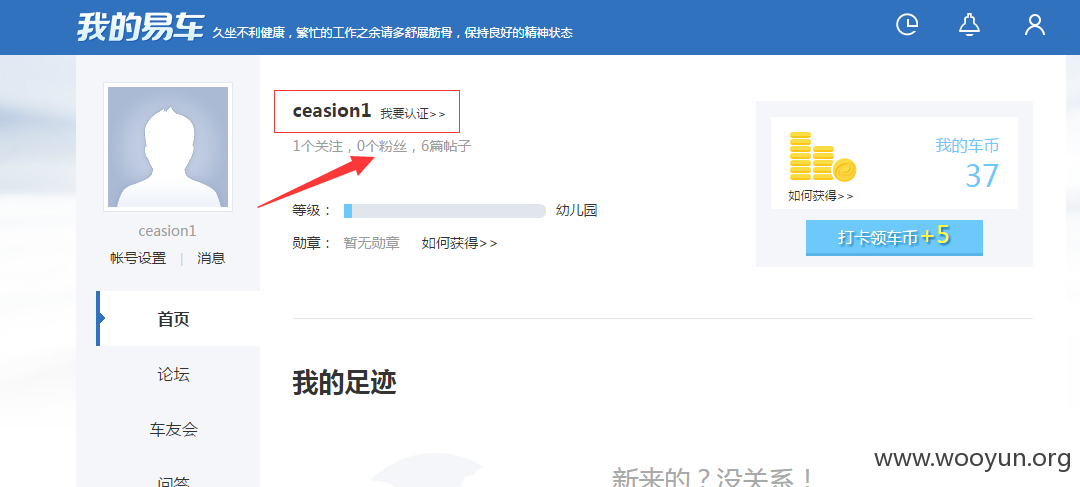 我的易车 久坐不利健康，繁忙的工作之余请多舒展筋骨，保持良好的精神状态
ceasion1 我要认证>>
1个关注，0个粉丝，6篇帖子
等级： 幼儿园
勋章： 暂无勋章 如何获得>>
我的车币
37
如何获得>>
打卡领车币+5
ceasion1
帐号设置 | 消息
首页
论坛
车友会
问答
我的足迹
新来的？没关系！
www.wooyun.org